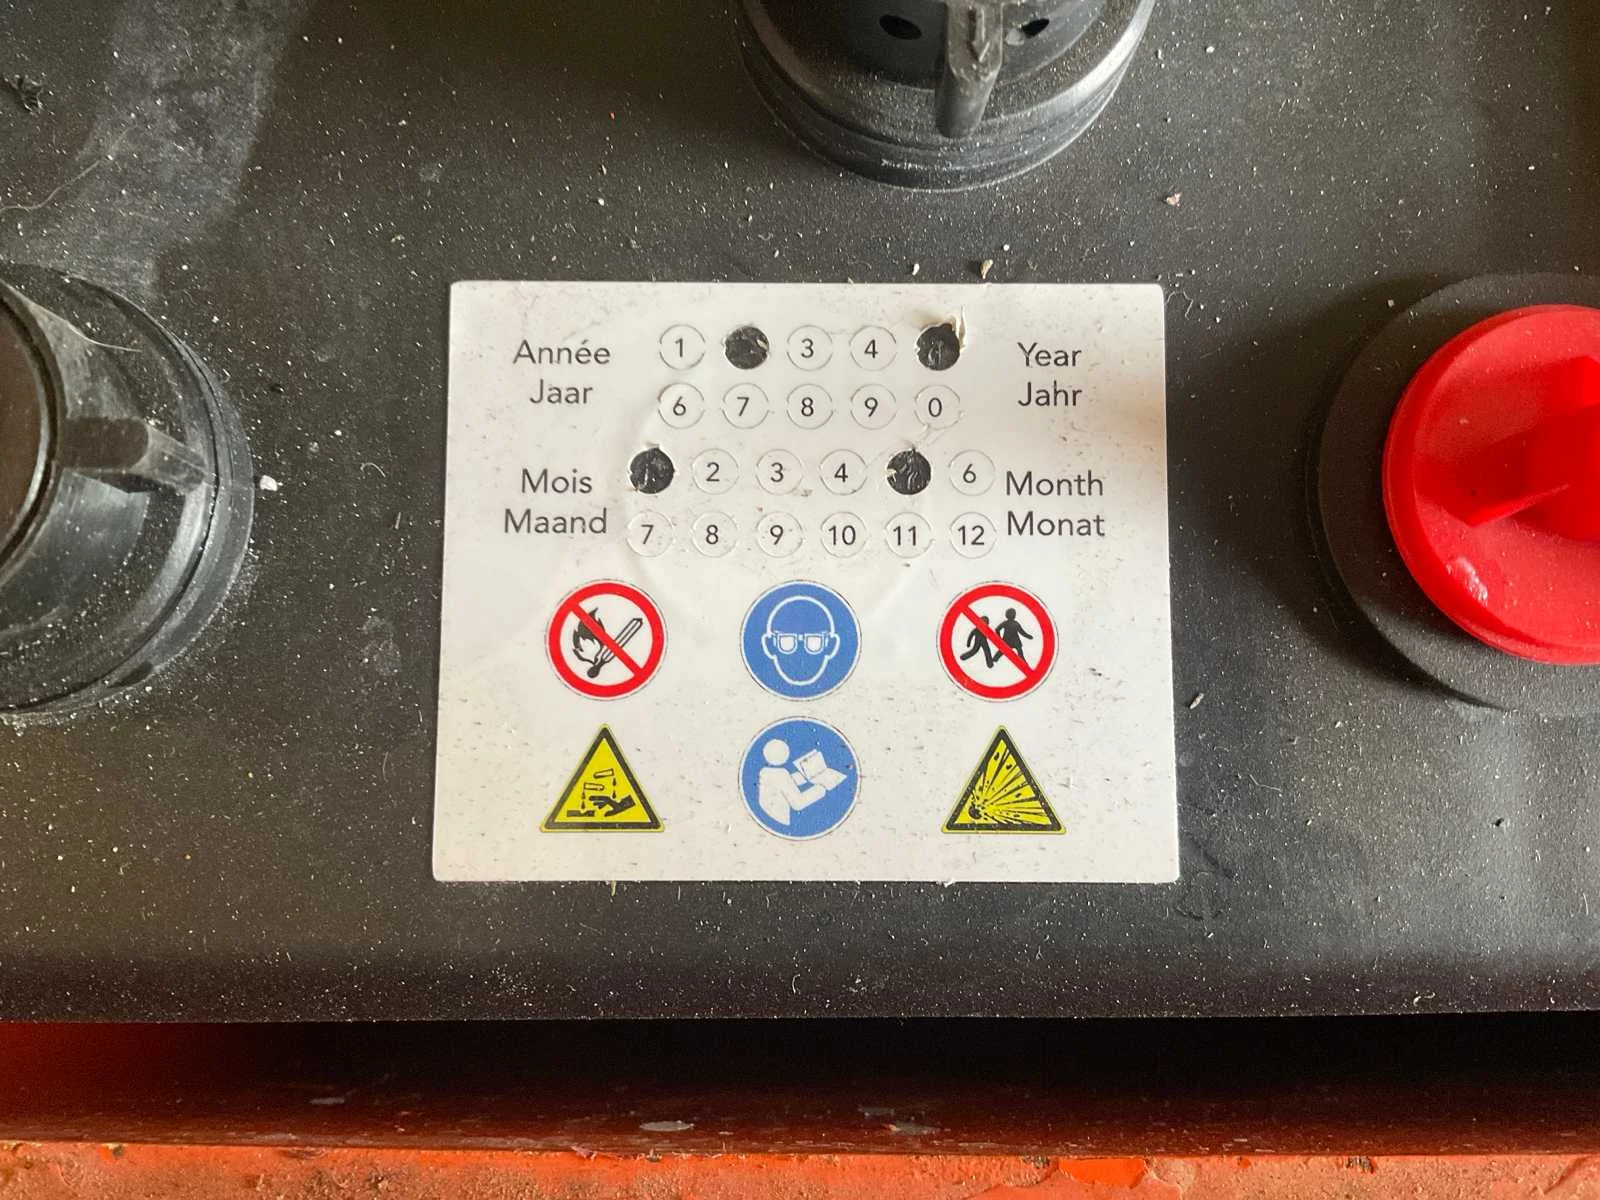 Année 1 3 4 Year
Jaar 6 7 8 9 0 Jahr
Mois 2 3 4 6 Month
Maand 7 8 9 10 11 12 Monat